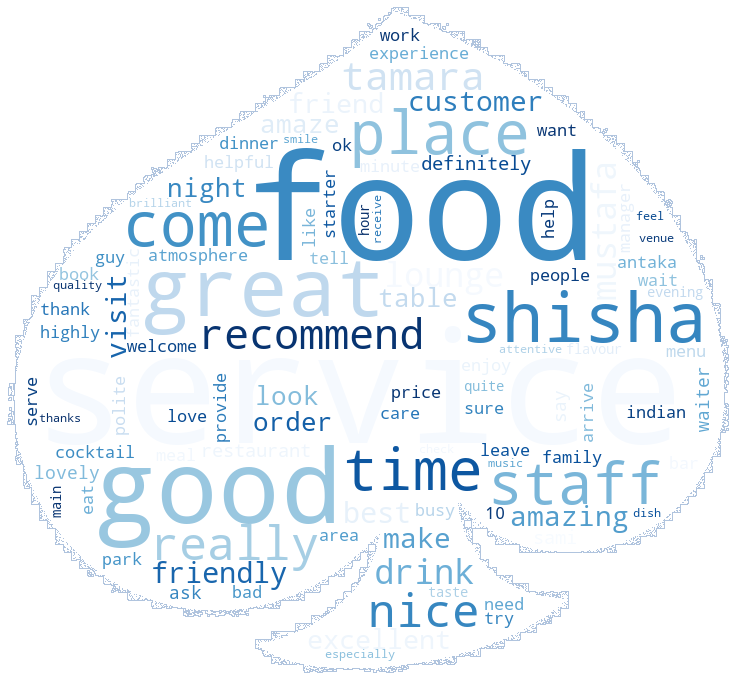 work
experience
tamara
friend
customer
amaze
place
want
dinner
smile
ok
helpful
minute
definitely
night
food
brilliant
come
starter
hour
receive
help
like
mustafa
manager
feel
venue
guy
atmosphere
tell
book
fantastic
great
lounge
people
antaka
wait
quality
table
evening
thank
visit
shisha
highly
recommend
welcome
attentive
flavour
menu
service
enjoy
serve
polite
provide
look
price
quite
say
arrive
waiter
thanks
love
order
care
sure
indian
cocktail
meal
restaurant
time
leave
family
lovely
good
music
staff
bar
main
eat
best
busy
10
amazing
dish
really
area
make
sami
park
friendly
drink
ask
bad
nice
taste
need
try
excellent
especially